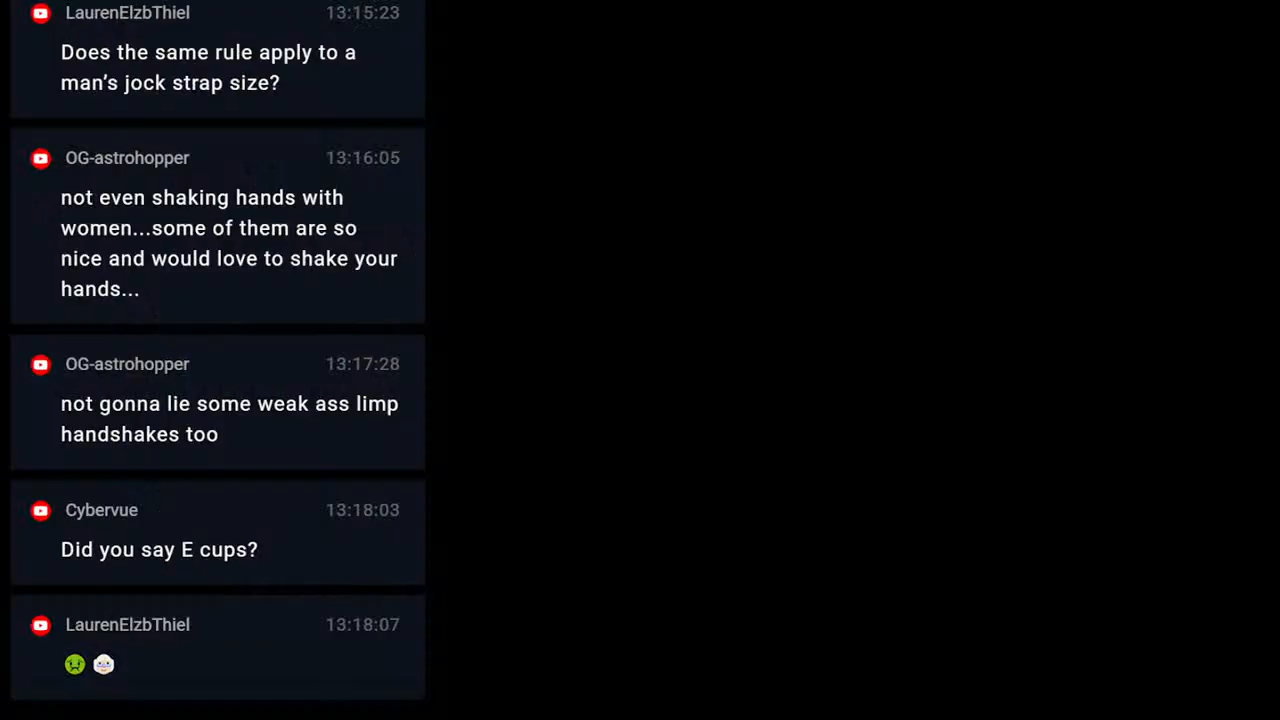 LaurenElzbThiel 13:15:23
Does the same rule apply to a
man’s jock strap size?
OG-astrohopper 13:16:05
not even shaking hands with
women...some of them are so
nice and would love to shake your
hands...
OG-astrohopper 13:17:28
not gonna lie some weak ass limp
handshakes too
Cybervue 13:18:03
Did you say E cups?
LaurenElzbThiel 13:18:07